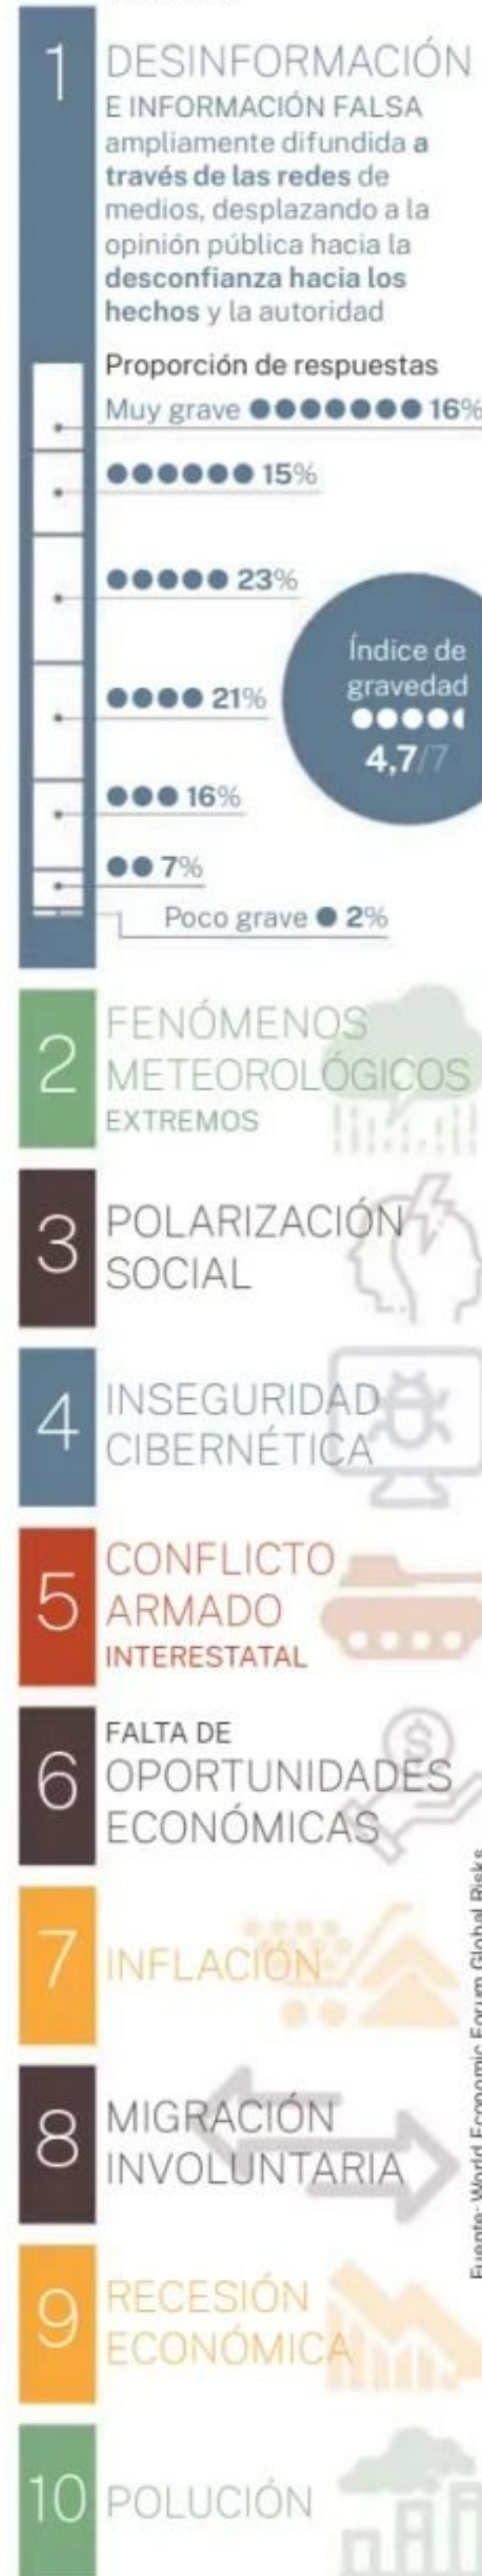 1
DESINFORMACIÓN
E INFORMACIÓN FALSA
ampliamente difundida a
través de las redes de
medios, desplazando a la
opinión pública hacia la
desconfianza hacia los
hechos y la autoridad
Proporción de respuestas
Muy grave 16%
15%
23%
Índice de
gravedad
4,7/7
21%
16%
7%
Poco grave 2%
2
FENÓMENOS
METEOROLÓGICOS
EXTREMOS
3
POLARIZACIÓN
SOCIAL
4
INSEGURIDAD
CIBERNÉTICA
5
CONFLICTO
ARMADO
INTERESTATAL
6
FALTA DE
OPORTUNIDADES
ECONÓMICAS
$
7
INFLACIÓN
8
MIGRACIÓN
INVOLUNTARIA
9
RECESIÓN
ECONÓMICA
10
POLUCIÓN
Fuente: World Economic Forum Global Risks